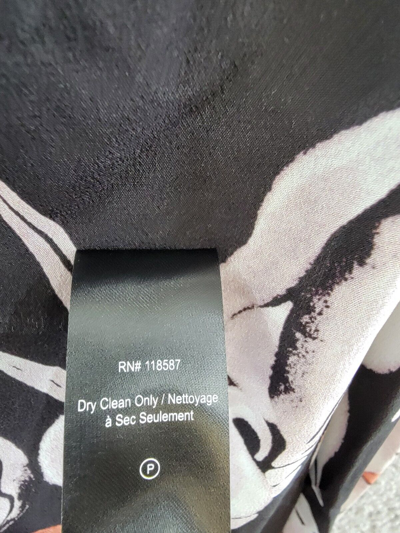 RN# 118587
Dry Clean Only / Nettoyage
à Sec Seulement
P